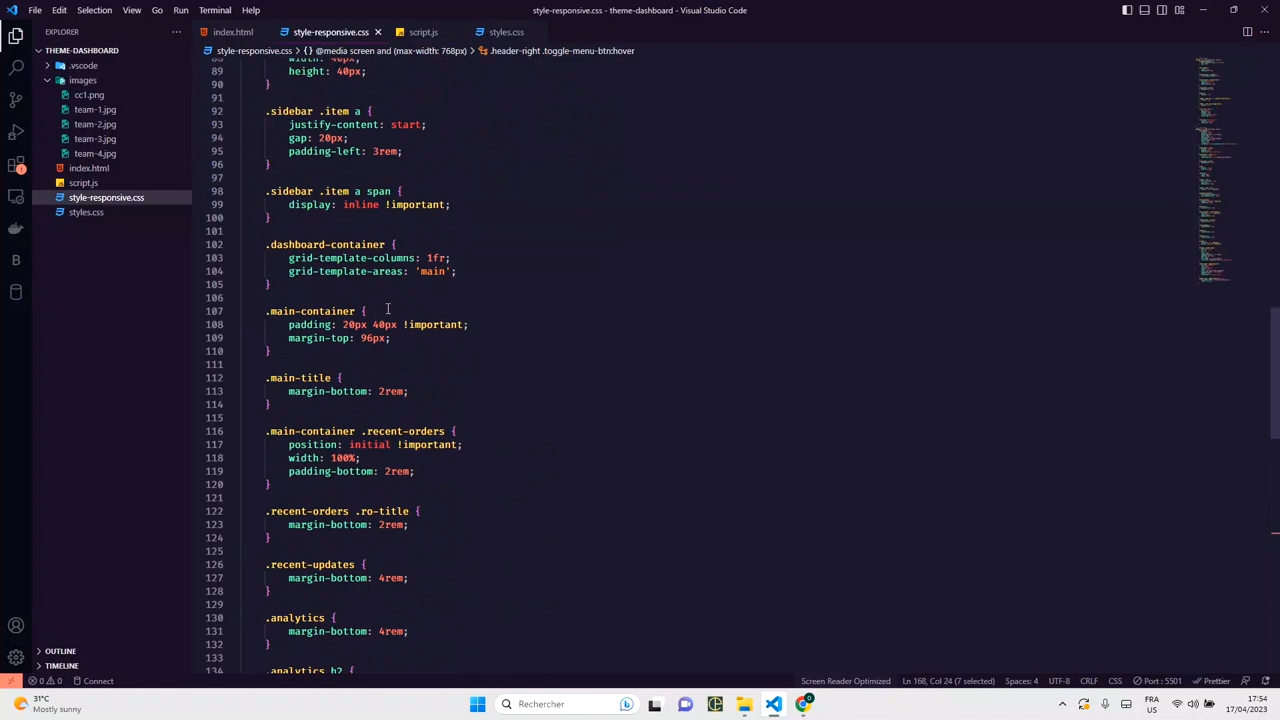 File Edit Selection View Go Run Terminal Help
style-responsive.css - theme-dashboard - Visual Studio Code
EXPLORER
THEME-DASHBOARD
.vscode
images
cc1.png
team-1.jpg
team-2.jpg
team-3.jpg
team-4.jpg
index.html
script.js
style-responsive.css
styles.css
OUTLINE
TIMELINE
index.html style-responsive.css script.js styles.css
style-responsive.css > {} @media screen and (max-width: 768px) > .header-right .toggle-menu-btn:hover
88 width: 40px;
89 height: 40px;
90 }
91
92 .sidebar .item a {
93 justify-content: start;
94 gap: 20px;
95 padding-left: 3rem;
96 }
97
98 .sidebar .item a span {
99 display: inline !important;
100 }
101
102 .dashboard-container {
103 grid-template-columns: 1fr;
104 grid-template-areas: 'main';
105 }
106
107 .main-container {
108 padding: 20px 40px !important;
109 margin-top: 96px;
110 }
111
112 .main-title {
113 margin-bottom: 2rem;
114 }
115
116 .main-container .recent-orders {
117 position: initial !important;
118 width: 100%;
119 padding-bottom: 2rem;
120 }
121
122 .recent-orders .ro-title {
123 margin-bottom: 2rem;
124 }
125
126 .recent-updates {
127 margin-bottom: 4rem;
128 }
129
130 .analytics {
131 margin-bottom: 4rem;
132 }
133
134 .analytics h2 {
0 0 Connect
Screen Reader Optimized Ln 168, Col 24 (7 selected) Spaces: 4 UTF-8 CRLF CSS Port : 5501 Prettier
31°C
Mostly sunny
Rechercher
FRA
US
17:54
17/04/2023